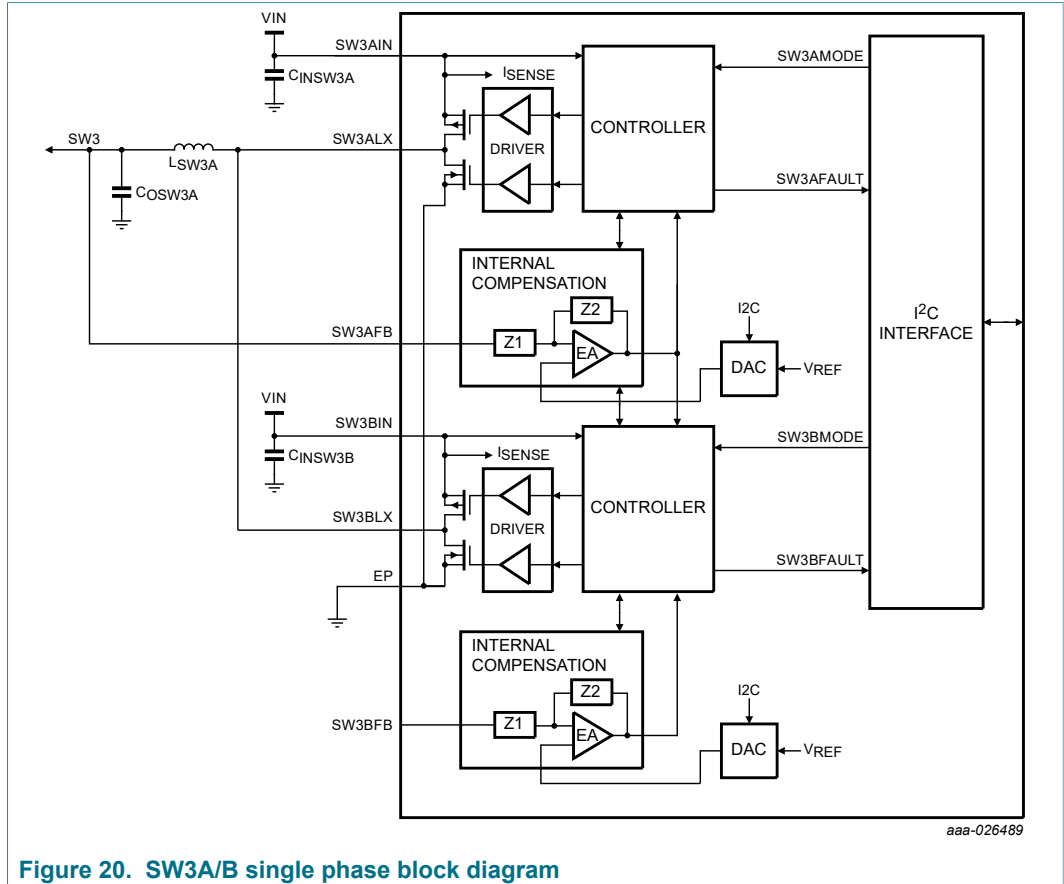 VIN
SW3AIN
CINSW3A
ISENSE
SW3AMODE
CONTROLLER
SW3
LSW3A
SW3ALX
DRIVER
COSW3A
SW3AFAULT
INTERNAL
COMPENSATION
Z2
I2C
I2C
INTERFACE
SW3AFB
Z1
EA
DAC
VREF
VIN
SW3BIN
CINSW3B
ISENSE
SW3BMODE
CONTROLLER
SW3BLX
DRIVER
EP
SW3BFAULT
INTERNAL
COMPENSATION
Z2
I2C
SW3BFB
Z1
EA
DAC
VREF
aaa-026489
Figure 20. SW3A/B single phase block diagram